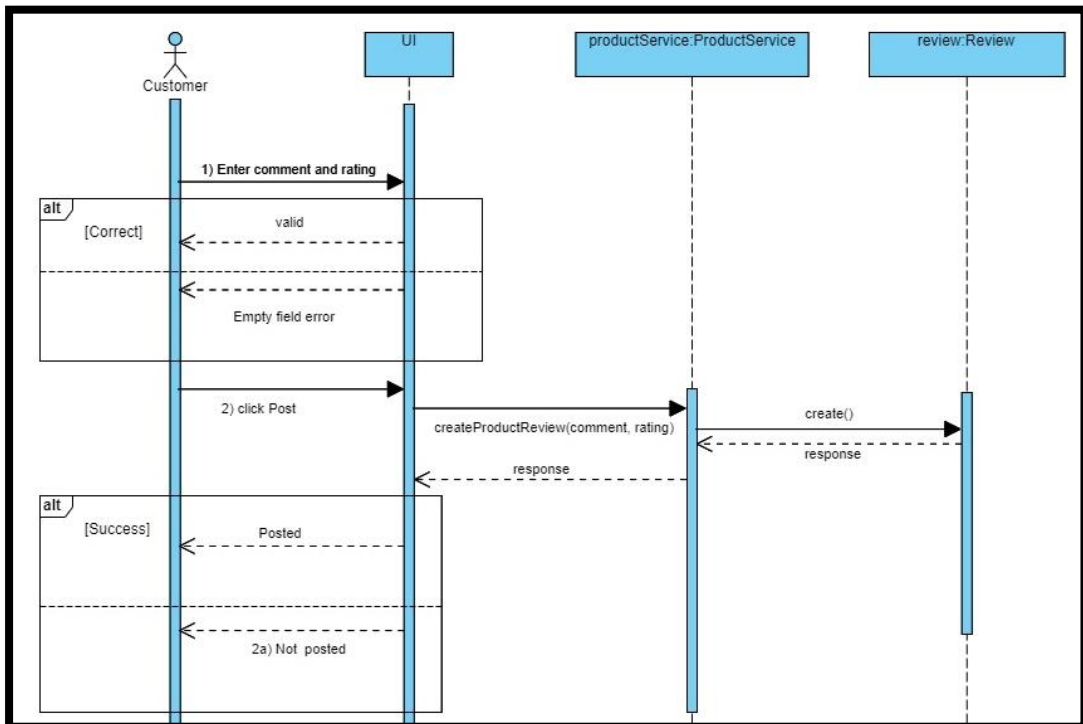 UI
productService:ProductService
review:Review
Customer
1) Enter comment and rating
alt
[Correct]
valid
Empty field error
2) click Post
createProductReview(comment, rating)
create()
response
response
alt
[Success]
Posted
2a) Not posted